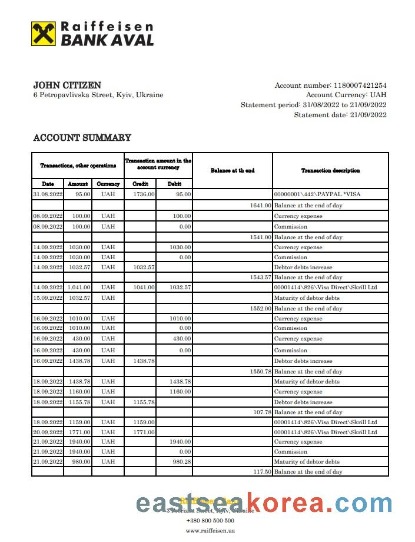 Raiffeisen
BANK AVAL
JOHN CITIZEN
6 Petropavlivska Street, Kyiv, Ukraine
Account number: 1180007421254
Account Currency: UAH
Statement period: 31/08/2022 to 21/09/2022
Statement date: 21/09/2022
ACCOUNT SUMMARY
Transactions, other operations Transaction amount in the account currency Balance at th end Transaction description
Date Amount Currency Credit Debit
31.08.2022 95.00 UAH 1736.00 95.00 00000001\442\PAYPAL *VISA
1641.00 Balance at the end of day
08.09.2022 100.00 UAH 100.00 Currency expense
08.09.2022 100.00 UAH 0.00 Commission
1541.00 Balance at the end of day
14.09.2022 1030.00 UAH 1030.00 Currency expense
14.09.2022 1030.00 UAH 0.00 Commission
14.09.2022 1032.57 UAH 1032.57 Debtor debts increase
1543.57 Balance at the end of day
14.09.2022 1,041.00 UAH 1041.00 1032.57 00001414\826\Visa Direct\Skrill Ltd
15.09.2022 1032.57 UAH Maturity of debtor debts
1552.00 Balance at the end of day
16.09.2022 1010.00 UAH 1010.00 Currency expense
16.09.2022 1010.00 UAH 0.00 Commission
16.09.2022 430.00 UAH 430.00 Currency expense
16.09.2022 430.00 UAH 0.00 Commission
16.09.2022 1438.78 UAH 1438.78 Debtor debts increase
1550.78 Balance at the end of day
18.09.2022 1438.78 UAH 1438.78 Maturity of debtor debts
18.09.2022 1160.00 UAH 1160.00 Currency expense
18.09.2022 1155.78 UAH 1155.78 Debtor debts increase
107.78 Balance at the end of day
18.09.2022 1159.00 UAH 1159.00 00001414\826\Visa Direct\Skrill Ltd
20.09.2022 1771.00 UAH 1771.00 00001414\826\Visa Direct\Skrill Ltd
21.09.2022 1940.00 UAH 1940.00 Currency expense
21.09.2022 1940.00 UAH 0.00 Commission
21.09.2022 980.00 UAH 980.28 Maturity of debtor debts
117.50 Balance at the end of day
eastseakorea.com
+380 800 500 500
www.raiffeisen.ua